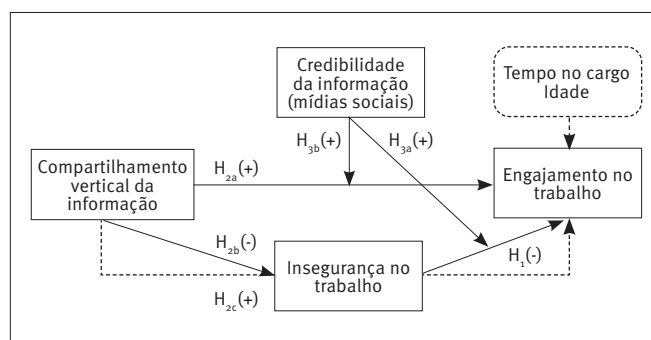 Credibilidade
da informação
(mídias sociais)
Tempo no cargo
Idade
H3b(+)
H3a(+)
Compartilhamento
vertical da
informação
H2a(+)
Engajamento no
trabalho
H2b(-)
Insegurança no
trabalho
H1(-)
H2c(+)